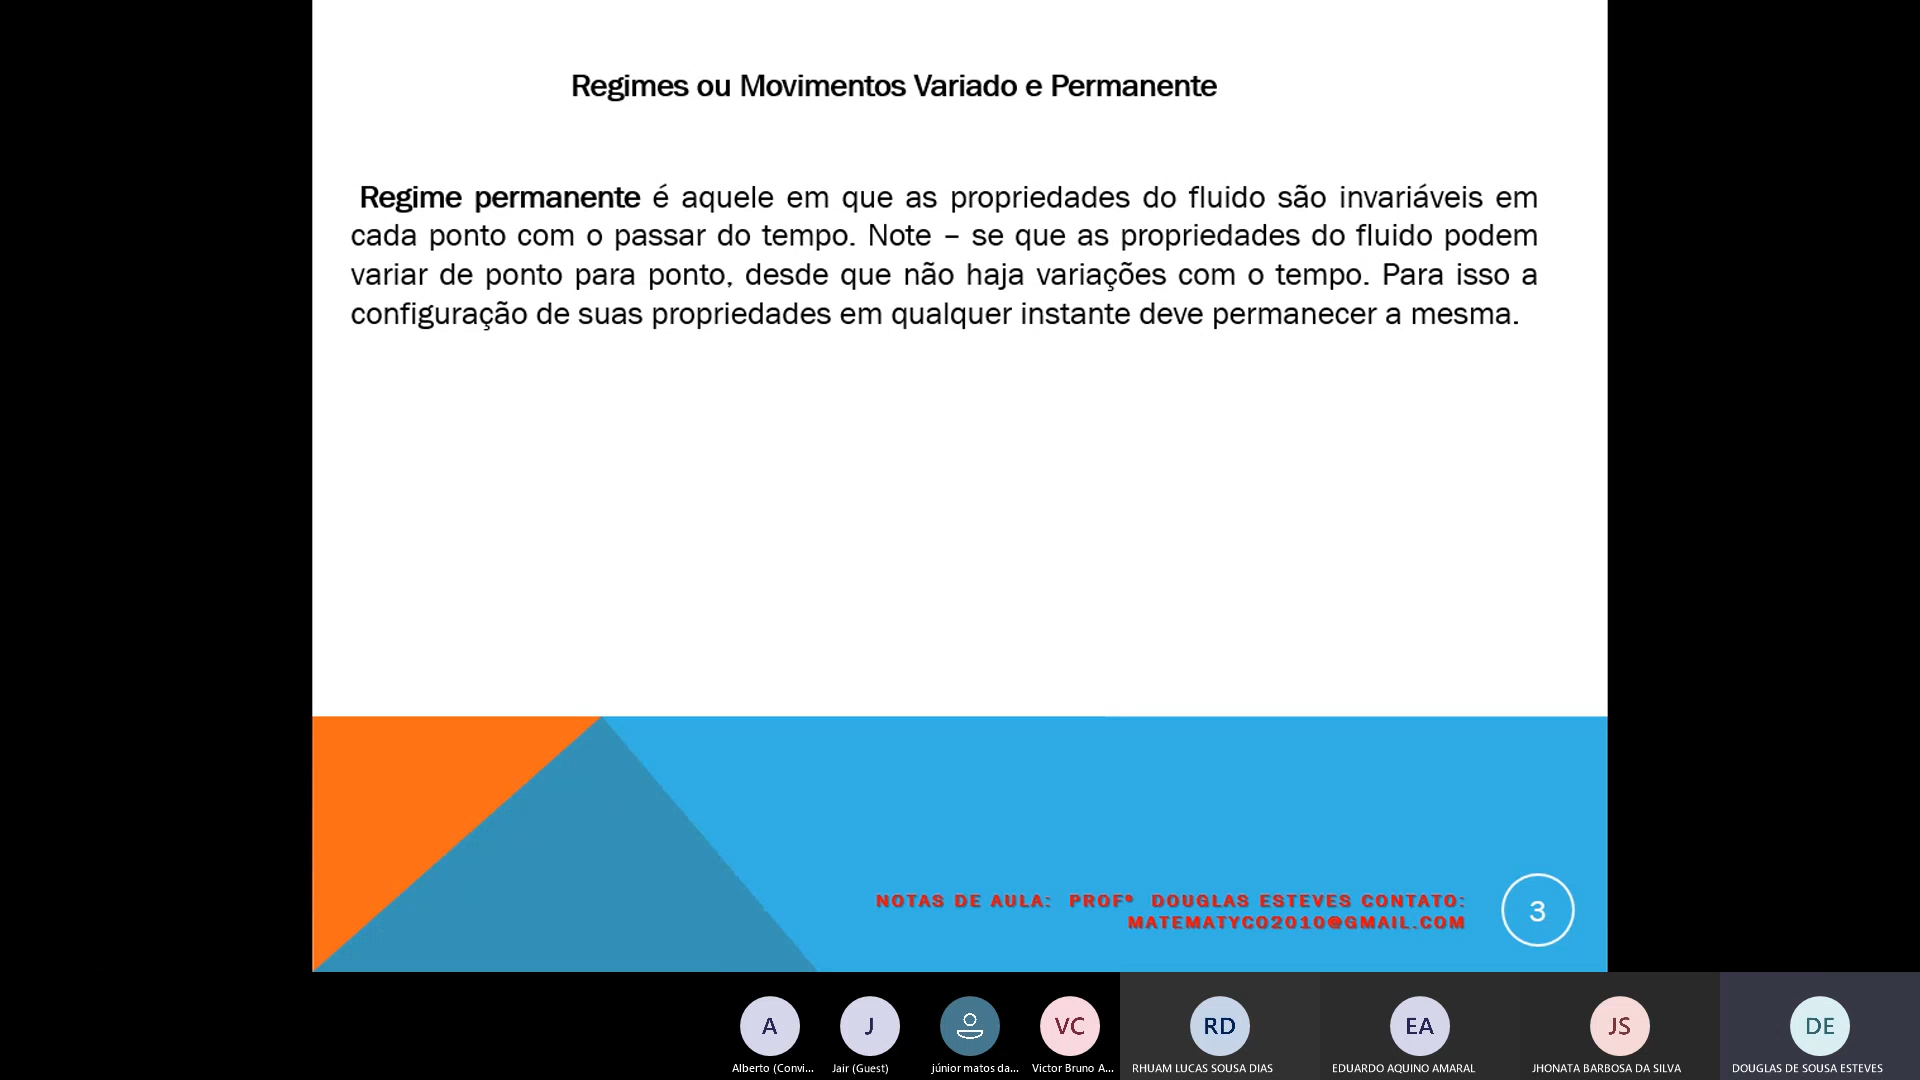 Regimes ou Movimentos Variado e Permanente
Regime permanente é aquele em que as propriedades do fluido são invariáveis em
cada ponto com o passar do tempo. Note – se que as propriedades do fluido podem
variar de ponto para ponto, desde que não haja variações com o tempo. Para isso a
configuração de suas propriedades em qualquer instante deve permanecer a mesma.
NOTAS DE AULA: PROFº DOUGLAS ESTEVES CONTATO:
MATEMATYCO2010@GMAIL.COM
3
A
J
VC
RD
EA
JS
DE
Alberto (Convi...
Jair (Guest)
júnior matos da...
Victor Bruno A...
RHUAM LUCAS SOUSA DIAS
EDUARDO AQUINO AMARAL
JHONATA BARBOSA DA SILVA
DOUGLAS DE SOUSA ESTEVES